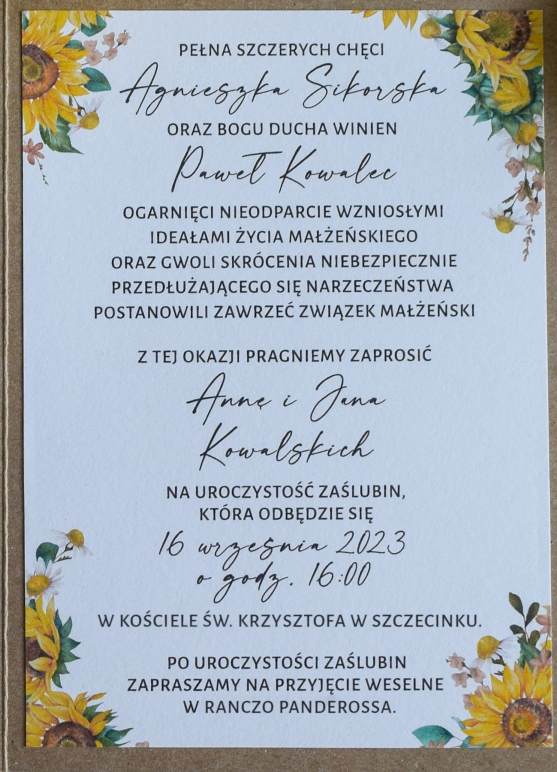 PEŁNA SZCZERYCH CHĘCI
Agnieszka Sikorska
ORAZ BOGU DUCHA WINIEN
Paweł Kowalec
OGARNIĘCI NIEODPARCIE WZNIOSŁYMI
IDEAŁAMI ŻYCIA MAŁŻEŃSKIEGO
ORAZ GWOLI SKRÓCENIA NIEBEZPIECZNIE
PRZEDŁUŻAJĄCEGO SIĘ NARZECZEŃSTWA
POSTANOWILI ZAWRZEĆ ZWIĄZEK MAŁŻEŃSKI
Z TEJ OKAZJI PRAGNIEMY ZAPROSIĆ
Annę i Jana
Kowalskich
NA UROCZYSTOŚĆ ZAŚLUBIN,
KTÓRA ODBĘDZIE SIĘ
16 września 2023
o godz. 16:00
W KOŚCIELE ŚW. KRZYSZTOFA W SZCZECINKU.
PO UROCZYSTOŚCI ZAŚLUBIN
ZAPRASZAMY NA PRZYJĘCIE WESELNE
W RANCZO PANDEROSSA.